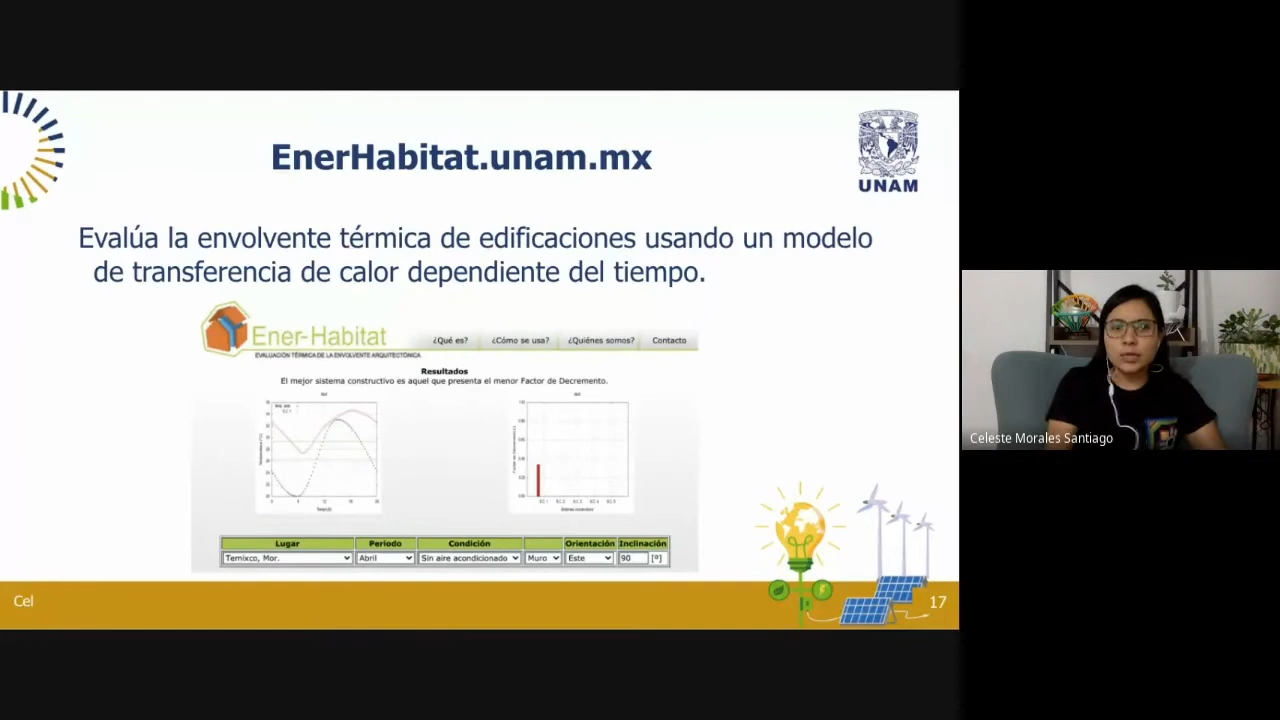 EnerHabitat.unam.mx
UNAM
Evalúa la envolvente térmica de edificaciones usando un modelo
de transferencia de calor dependiente del tiempo.
Ener-Habitat
EVALUACIÓN TÉRMICA DE LA ENVOLVENTE ARQUITECTÓNICA
¿Qué es? ¿Cómo se usa? ¿Quiénes somos? Contacto
Resultados
El mejor sistema constructivo es aquel que presenta el menor Factor de Decremento.
Lugar Periodo Condición Orientación Inclinación
Temixco, Mor. Abril Sin aire acondicionado Muro Este 90 [º]
Cel
17
Celeste Morales Santiago